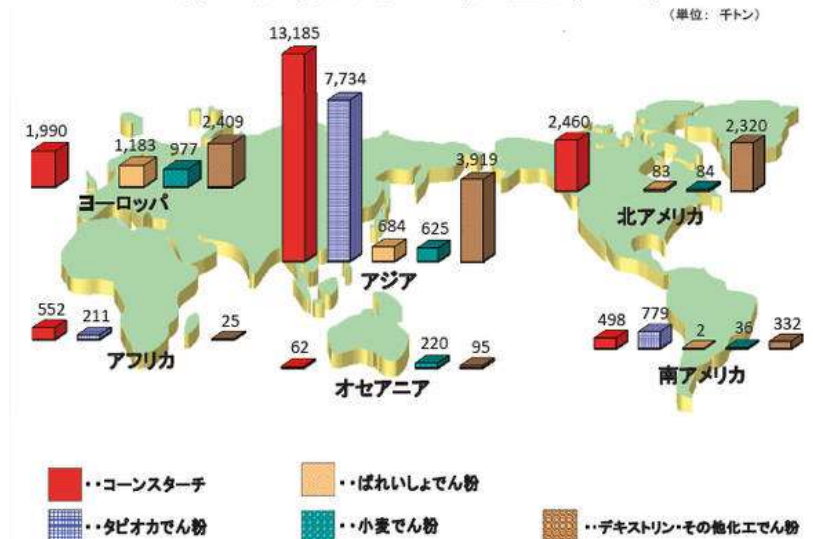 (単位: 千トン)
13,185
7,734
1,990
1,183
977
2,409
2,460
83
84
2,320
ヨーロッパ
3,919
684
625
北アメリカ
アジア
552
211
25
アフリカ
62
220
95
オセアニア
498
779
2
36
332
南アメリカ
・・コーンスターチ
・・ばれいしょでん粉
・・タピオカでん粉
・・小麦でん粉
・・デキストリン・その他化工でん粉